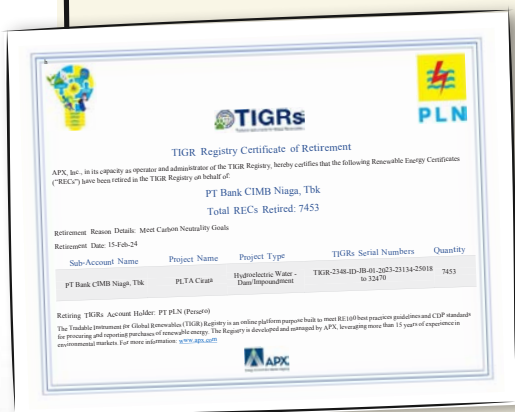 TIGRs
PLN
TIGR Registry Certificate of Retirement
APX, Inc., in its capacity as operator and administrator of the TIGR Registry, hereby certifies that the following Renewable Energy Certificates
("RECs") have been retired in the TIGR Registry on behalf of:
PT Bank CIMB Niaga, Tbk
Total RECs Retired: 7453
Retirement Reason Details: Meet Carbon Neutrality Goals
Retirement Date: 15-Feb-24
Sub-Account Name Project Name Project Type TIGRs Serial Numbers Quantity
PT Bank CIMB Niaga, Tbk PLTA Cirata Hydroelectric Water - Dam/Impoundment TIGR-2348-ID-JB-01-2023-23134-25018 to 32470 7453
Retiring TIGRs Account Holder: PT PLN (Persero)
The Tradable Instrument for Global Renewables (TIGR) Registry is an online platform purpose built to meet RE100 best practices guidelines and CDP standards
for procuring and reporting purchases of renewable energy. The Registry is developed and managed by APX, leveraging more than 15 years of experience in
environmental markets. For more information: www.apx.com
APX